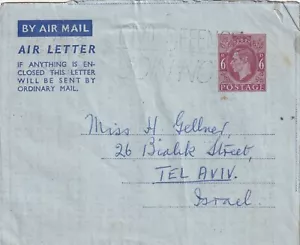 BY AIR MAIL
AIR LETTER
IF ANYTHING IS EN-
CLOSED THIS LETTER
WILL BE SENT BY
ORDINARY MAIL.
6 6
POSTAGE
Miss H Gellner,
26 Bialik Street,
TEL AVIV.
Israel.